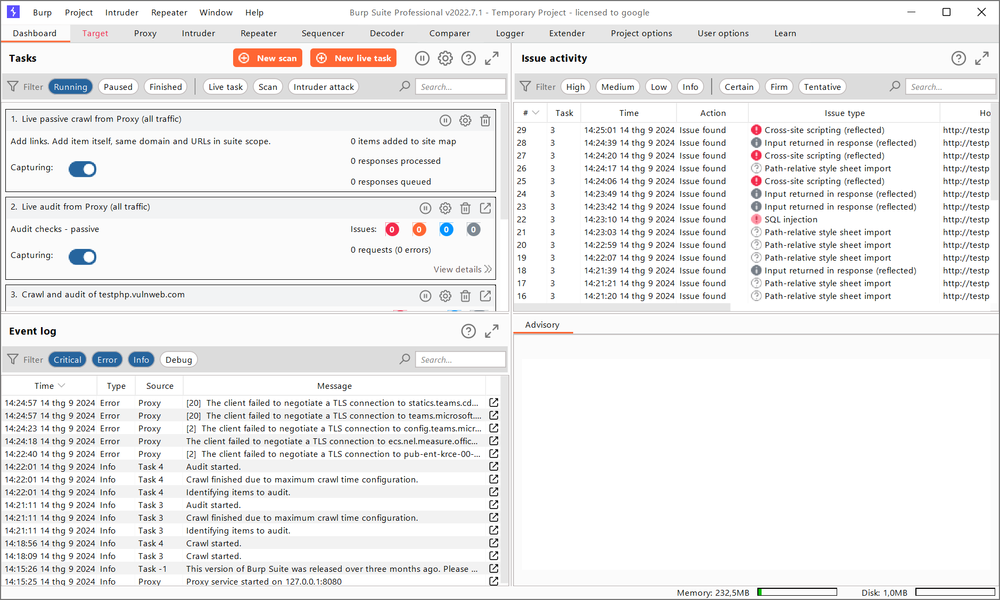 Burp Project Intruder Repeater Window Help Burp Suite Professional v2022.7.1 - Temporary Project - licensed to google
Dashboard Target Proxy Intruder Repeater Sequencer Decoder Comparer Logger Extender Project options User options Learn
Tasks New scan New live task
Filter Running Paused Finished Live task Scan Intruder attack Search...
1. Live passive crawl from Proxy (all traffic)
Add links. Add item itself, same domain and URLs in suite scope. 0 items added to site map
0 responses processed
Capturing:
0 responses queued
2. Live audit from Proxy (all traffic)
Audit checks - passive Issues: 0 0 0 0
0 requests (0 errors)
Capturing:
View details
3. Crawl and audit of testphp.vulnweb.com
Issue activity
Filter High Medium Low Info Certain Firm Tentative Search...
# Task Time Action Issue type Ho
29 3 14:25:01 14 thg 9 2024 Issue found Cross-site scripting (reflected) http://testp
28 3 14:24:39 14 thg 9 2024 Issue found Input returned in response (reflected) http://testp
27 3 14:24:20 14 thg 9 2024 Issue found Cross-site scripting (reflected) http://testp
26 3 14:24:17 14 thg 9 2024 Issue found Path-relative style sheet import http://testp
25 3 14:24:06 14 thg 9 2024 Issue found Cross-site scripting (reflected) http://testp
24 3 14:23:49 14 thg 9 2024 Issue found Input returned in response (reflected) http://testp
23 3 14:23:42 14 thg 9 2024 Issue found Input returned in response (reflected) http://testp
22 3 14:23:10 14 thg 9 2024 Issue found SQL injection http://testp
21 3 14:23:03 14 thg 9 2024 Issue found Path-relative style sheet import http://testp
20 3 14:22:59 14 thg 9 2024 Issue found Path-relative style sheet import http://testp
19 3 14:22:07 14 thg 9 2024 Issue found Path-relative style sheet import http://testp
18 3 14:21:39 14 thg 9 2024 Issue found Input returned in response (reflected) http://testp
17 3 14:21:21 14 thg 9 2024 Issue found Path-relative style sheet import http://testp
16 3 14:21:20 14 thg 9 2024 Issue found Path-relative style sheet import http://testp
Event log
Filter Critical Error Info Debug Search...
Time Type Source Message
14:24:57 14 thg 9 2024 Error Proxy [20] The client failed to negotiate a TLS connection to statics.teams.cd...
14:24:57 14 thg 9 2024 Error Proxy [20] The client failed to negotiate a TLS connection to teams.microsoft....
14:24:23 14 thg 9 2024 Error Proxy [2] The client failed to negotiate a TLS connection to config.teams.micr...
14:24:18 14 thg 9 2024 Error Proxy The client failed to negotiate a TLS connection to ecs.nel.measure.offic...
14:22:40 14 thg 9 2024 Error Proxy [2] The client failed to negotiate a TLS connection to pub-ent-krce-00-...
14:22:01 14 thg 9 2024 Info Task 4 Audit started.
14:22:01 14 thg 9 2024 Info Task 4 Crawl finished due to maximum crawl time configuration.
14:22:01 14 thg 9 2024 Info Task 4 Identifying items to audit.
14:21:11 14 thg 9 2024 Info Task 3 Audit started.
14:21:11 14 thg 9 2024 Info Task 3 Crawl finished due to maximum crawl time configuration.
14:21:11 14 thg 9 2024 Info Task 3 Identifying items to audit.
14:18:56 14 thg 9 2024 Info Task 4 Crawl started.
14:18:09 14 thg 9 2024 Info Task 3 Crawl started.
14:15:26 14 thg 9 2024 Info Task -1 This version of Burp Suite was released over three months ago. Please ...
14:15:25 14 thg 9 2024 Info Proxy Proxy service started on 127.0.0.1:8080
Advisory
Memory: 232,5MB Disk: 1,0MB